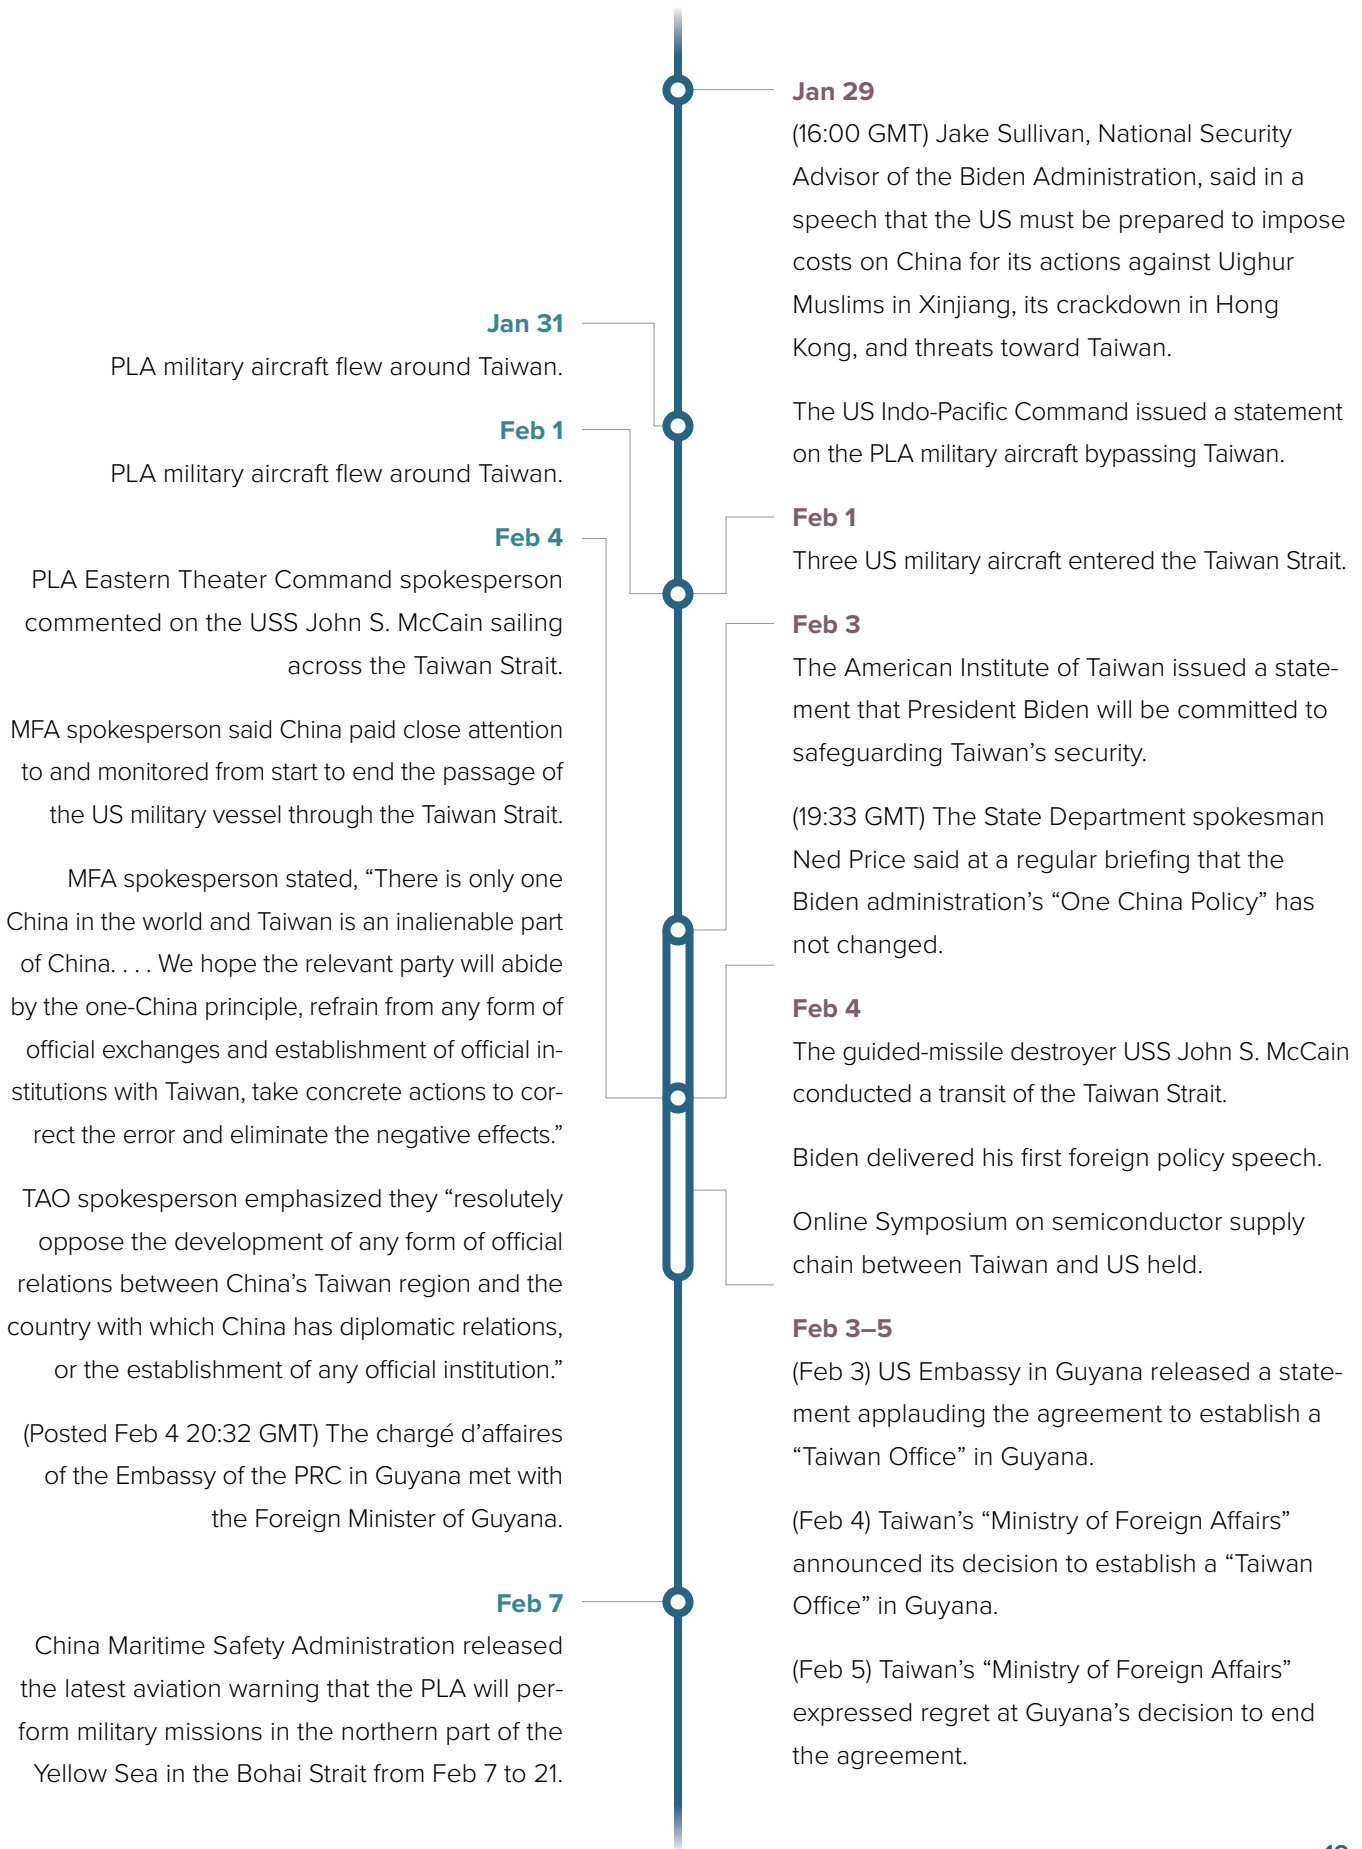 Jan 29
(16:00 GMT) Jake Sullivan, National Security
Advisor of the Biden Administration, said in a
speech that the US must be prepared to impose
costs on China for its actions against Uighur
Muslims in Xinjiang, its crackdown in Hong
Kong, and threats toward Taiwan.
The US Indo-Pacific Command issued a statement
on the PLA military aircraft bypassing Taiwan.
Feb 1
Three US military aircraft entered the Taiwan Strait.
Feb 3
The American Institute of Taiwan issued a state-
ment that President Biden will be committed to
safeguarding Taiwan’s security.
(19:33 GMT) The State Department spokesman
Ned Price said at a regular briefing that the
Biden administration’s “One China Policy” has
not changed.
Feb 4
The guided-missile destroyer USS John S. McCain
conducted a transit of the Taiwan Strait.
Biden delivered his first foreign policy speech.
Online Symposium on semiconductor supply
chain between Taiwan and US held.
Feb 3–5
(Feb 3) US Embassy in Guyana released a state-
ment applauding the agreement to establish a
“Taiwan Office” in Guyana.
(Feb 4) Taiwan’s “Ministry of Foreign Affairs”
announced its decision to establish a “Taiwan
Office” in Guyana.
(Feb 5) Taiwan’s “Ministry of Foreign Affairs”
expressed regret at Guyana’s decision to end
the agreement.
Jan 31
PLA military aircraft flew around Taiwan.
Feb 1
PLA military aircraft flew around Taiwan.
Feb 4
PLA Eastern Theater Command spokesperson
commented on the USS John S. McCain sailing
across the Taiwan Strait.
MFA spokesperson said China paid close attention
to and monitored from start to end the passage of
the US military vessel through the Taiwan Strait.
MFA spokesperson stated, “There is only one
China in the world and Taiwan is an inalienable part
of China. . . . We hope the relevant party will abide
by the one-China principle, refrain from any form of
official exchanges and establishment of official in-
stitutions with Taiwan, take concrete actions to cor-
rect the error and eliminate the negative effects.”
TAO spokesperson emphasized they “resolutely
oppose the development of any form of official
relations between China’s Taiwan region and the
country with which China has diplomatic relations,
or the establishment of any official institution.”
(Posted Feb 4 20:32 GMT) The chargé d’affaires
of the Embassy of the PRC in Guyana met with
the Foreign Minister of Guyana.
Feb 7
China Maritime Safety Administration released
the latest aviation warning that the PLA will per-
form military missions in the northern part of the
Yellow Sea in the Bohai Strait from Feb 7 to 21.